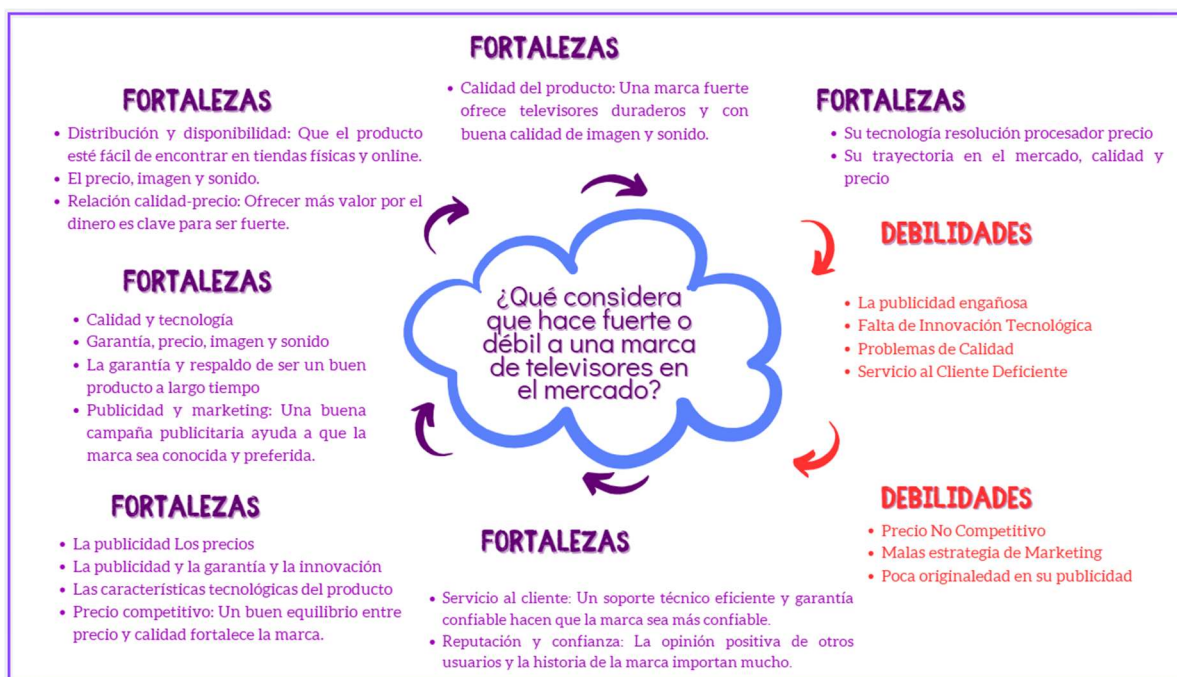 FORTALEZAS
• Calidad del producto: Una marca fuerte
ofrece televisores duraderos y con
buena calidad de imagen y sonido.
FORTALEZAS
• Distribución y disponibilidad: Que el producto
esté fácil de encontrar en tiendas físicas y online.
• El precio, imagen y sonido.
• Relación calidad-precio: Ofrecer más valor por el
dinero es clave para ser fuerte.
FORTALEZAS
• Su tecnología resolución procesador precio
• Su trayectoria en el mercado, calidad y
precio
DEBILIDADES
• La publicidad engañosa
• Falta de Innovación Tecnológica
• Problemas de Calidad
• Servicio al Cliente Deficiente
¿Qué considera
que hace fuerte o
débil a una marca
de televisores en
el mercado?
FORTALEZAS
• Calidad y tecnología
• Garantía, precio, imagen y sonido
• La garantía y respaldo de ser un buen
producto a largo tiempo
• Publicidad y marketing: Una buena
campaña publicitaria ayuda a que la
marca sea conocida y preferida.
FORTALEZAS
• La publicidad Los precios
• La publicidad y la garantía y la innovación
• Las características tecnológicas del producto
• Precio competitivo: Un buen equilibrio entre
precio y calidad fortalece la marca.
FORTALEZAS
• Servicio al cliente: Un soporte técnico eficiente y garantía
confiable hacen que la marca sea más confiable.
• Reputación y confianza: La opinión positiva de otros
usuarios y la historia de la marca importan mucho.
DEBILIDADES
• Precio No Competitivo
• Malas estrategia de Marketing
• Poca originaledad en su publicidad